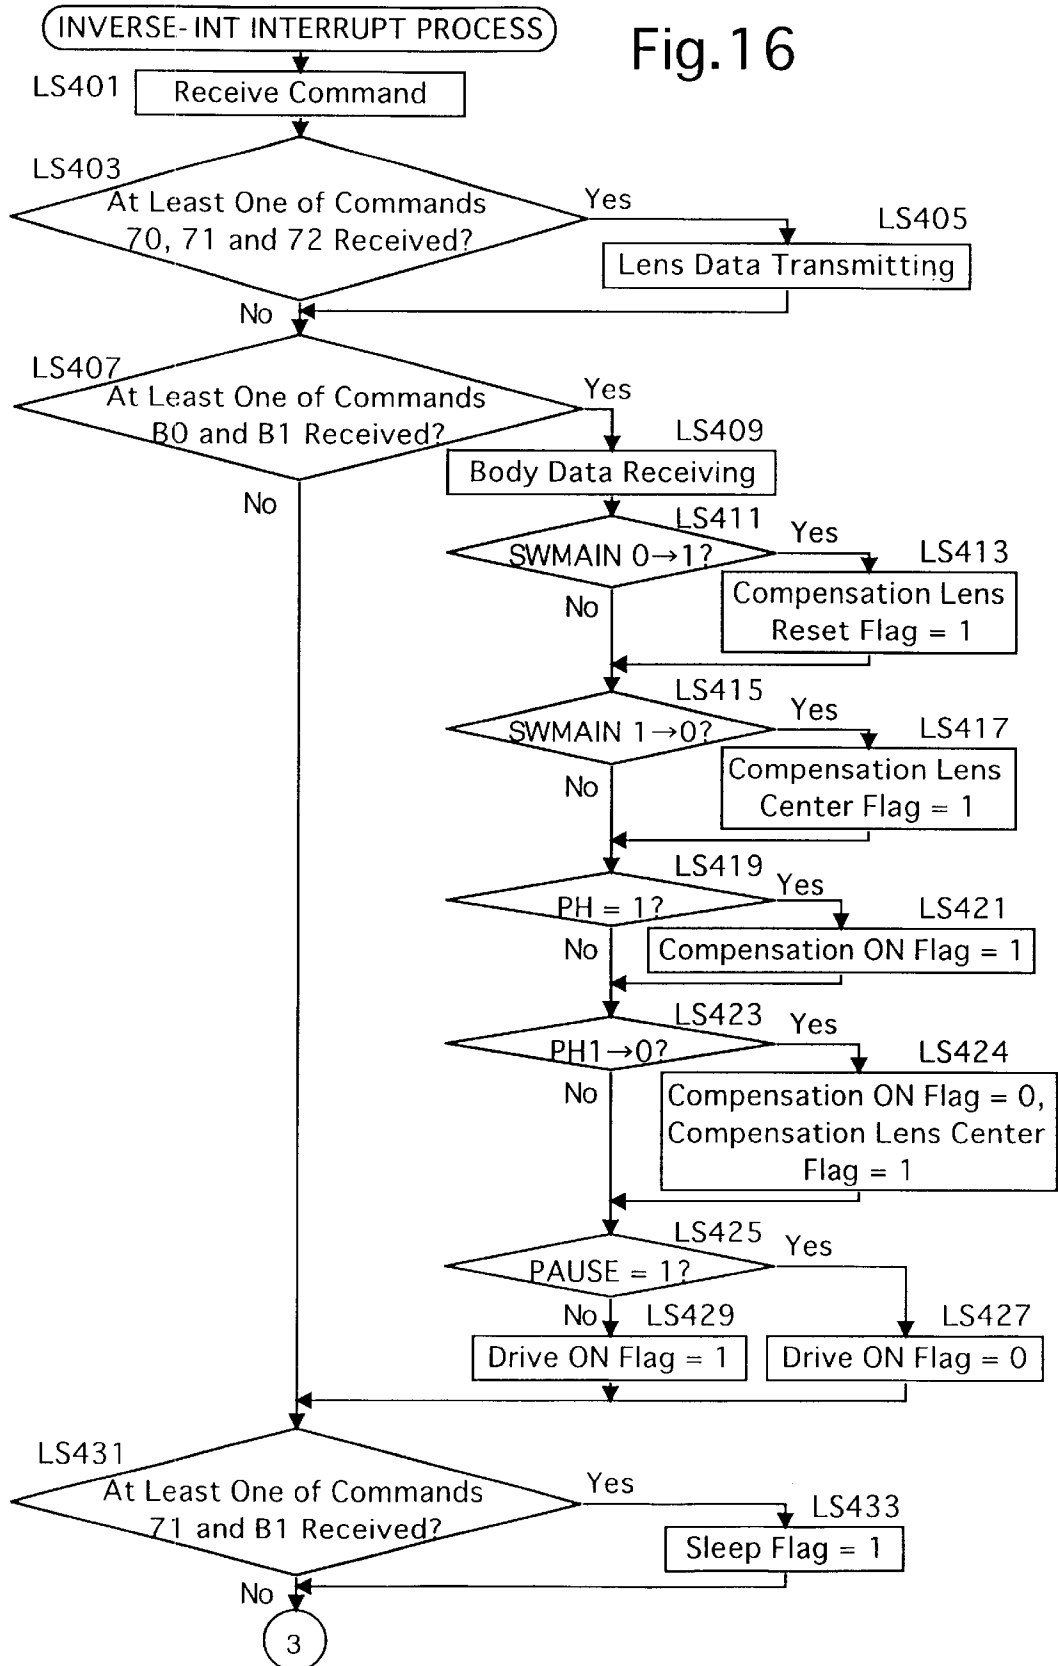 INVERSE-INT INTERRUPT PROCESS
Fig.16
LS401
Receive Command
LS403
At Least One of Commands
70, 71 and 72 Received?
Yes
LS405
Lens Data Transmitting
No
LS407
At Least One of Commands
B0 and B1 Received?
Yes
LS409
Body Data Receiving
No
LS411
SWMAIN 0→1?
Yes
LS413
Compensation Lens
Reset Flag = 1
No
LS415
SWMAIN 1→0?
Yes
LS417
Compensation Lens
Center Flag = 1
No
LS419
PH = 1?
Yes
LS421
Compensation ON Flag = 1
No
LS423
PH1→0?
Yes
LS424
Compensation ON Flag = 0,
Compensation Lens Center
Flag = 1
No
LS425
PAUSE = 1?
Yes
No
LS429
Drive ON Flag = 1
LS427
Drive ON Flag = 0
LS431
At Least One of Commands
71 and B1 Received?
Yes
LS433
Sleep Flag = 1
No
3